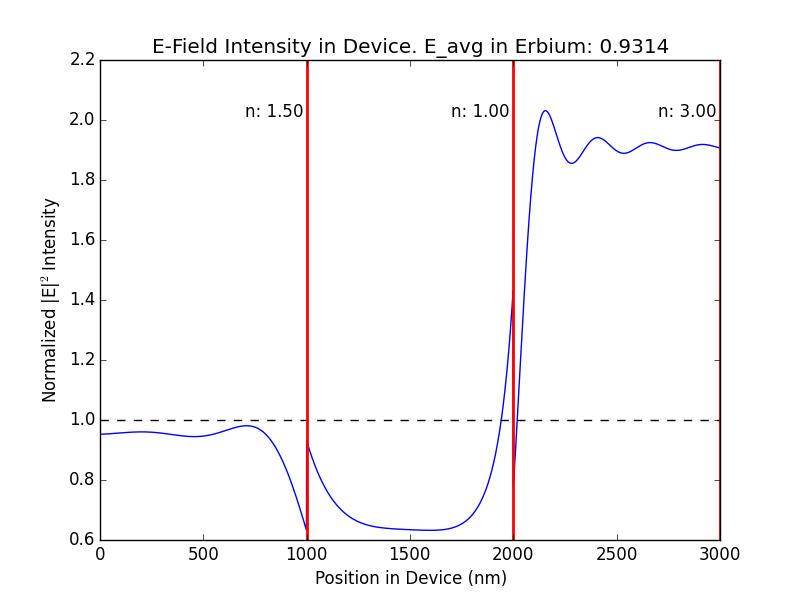 E-Field Intensity in Device. E_avg in Erbium: 0.9314
Normalized |E|² Intensity
2.2
2.0
1.8
1.6
1.4
1.2
1.0
0.8
0.6
n: 1.50
n: 1.00
n: 3.00
0
500
1000
1500
2000
2500
3000
Position in Device (nm)